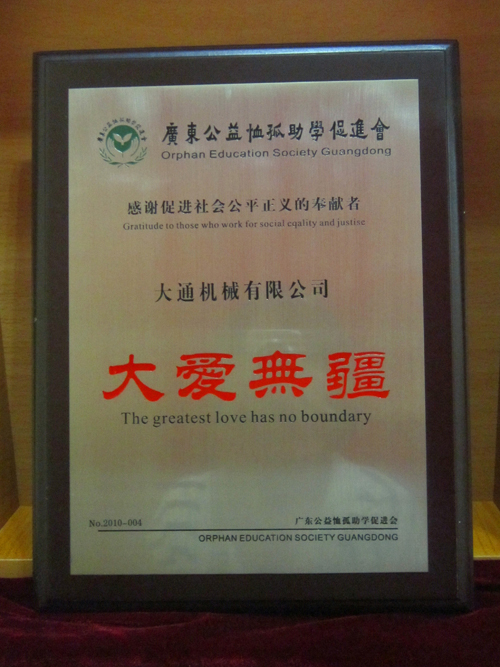 廣東公益恤孤助學促進會
Orphan Education Society Guangdong
感谢促进社会公平正义的奉献者
Gratitude to those who work for social eqality and justise
大通机械有限公司
大愛無疆
The greatest love has no boundary
No.2010-004
广东公益恤孤助学促进会
ORPHAN EDUCATION SOCIETY GUANGDONG